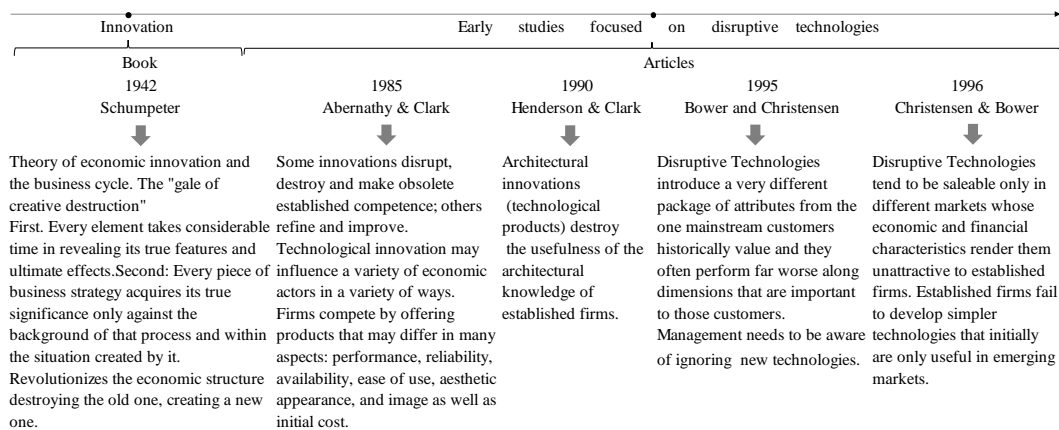 Innovation
Early studies focused on disruptive technologies
Book
Articles
1942
Schumpeter
Theory of economic innovation and
the business cycle. The "gale of
creative destruction"
First. Every element takes considerable
time in revealing its true features and
ultimate effects.Second: Every piece of
business strategy acquires its true
significance only against the
background of that process and within
the situation created by it.
Revolutionizes the economic structure
destroying the old one, creating a new
one.
1985
Abernathy & Clark
Some innovations disrupt,
destroy and make obsolete
established competence; others
refine and improve.
Technological innovation may
influence a variety of economic
actors in a variety of ways.
Firms compete by offering
products that may differ in many
aspects: performance, reliability,
availability, ease of use, aesthetic
appearance, and image as well as
initial cost.
1990
Henderson & Clark
Architectural
innovations
(technological
products) destroy
the usefulness of the
architectural
knowledge of
established firms.
1995
Bower and Christensen
Disruptive Technologies
introduce a very different
package of attributes from the
one mainstream customers
historically value and they
often perform far worse along
dimensions that are important
to those customers.
Management needs to be aware
of ignoring new technologies.
1996
Christensen & Bower
Disruptive Technologies
tend to be saleable only in
different markets whose
economic and financial
characteristics render them
unattractive to established
firms. Established firms fail
to develop simpler
technologies that initially
are only useful in emerging
markets.